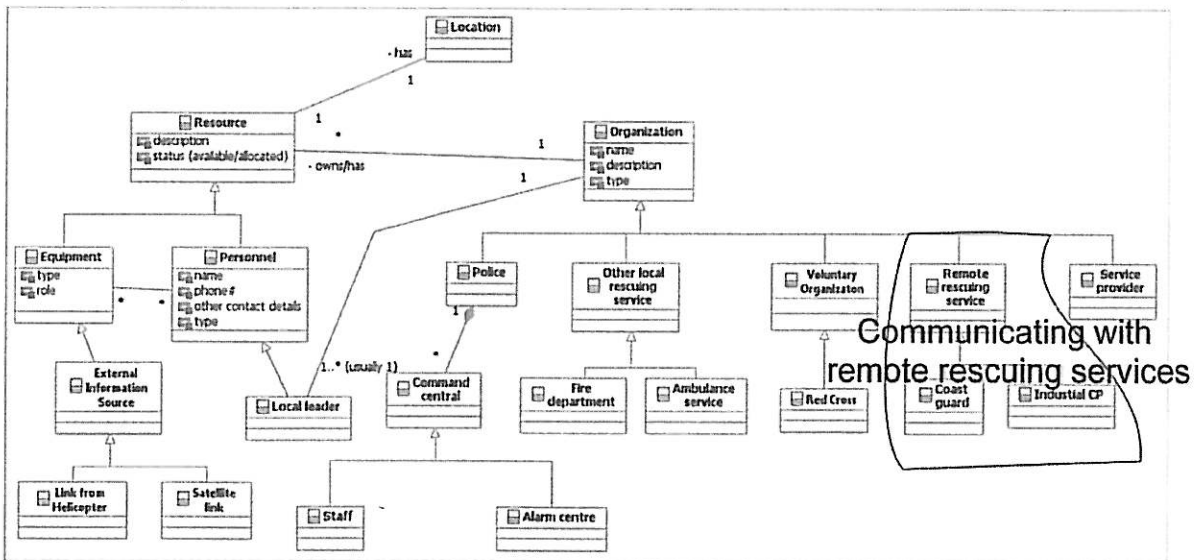 Location
- has
1
1
Resource
description
status (available/allocated)
*
- owns/has
1
1
Organization
name
description
type
Equipment
type
role
*
*
Personnel
name
phone#
other contact details
type
Police
1
Other local
rescuing
service
Voluntary
Organizaton
Remote
rescuing
service
Service
provider
Communicating with
remote rescuing services
External
Information
Source
1..* (usually 1)
Local leader
*
Command
central
Fire
department
Ambulance
service
Red Cross
Coast
guard
Industial CP
Link from
Helicopter
Satellite
link
Staff
Alarm centre